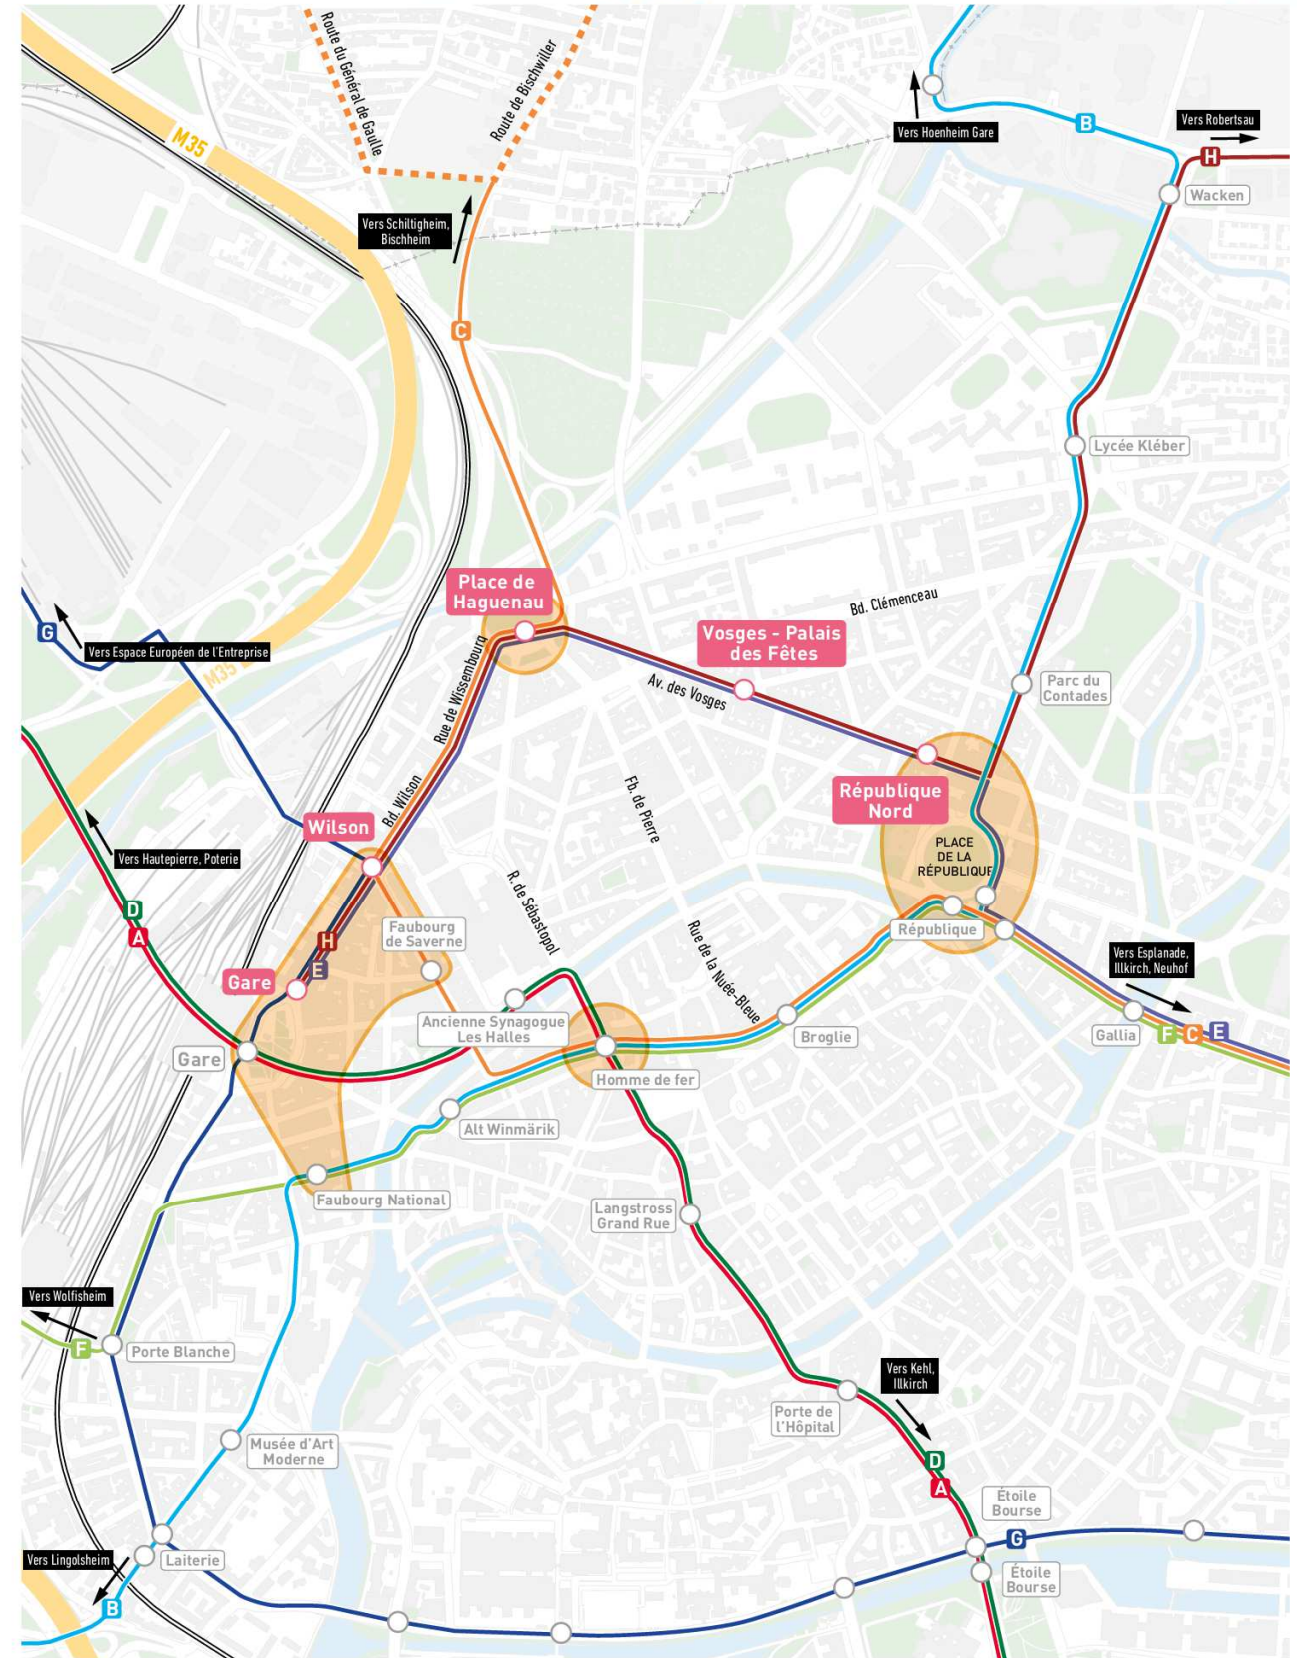 Route du Général de Gaulle
Route de Bischwiller
M35
Vers Hoenheim Gare
B
Vers Robertsau
H
Wacken
Vers Schiltigheim,
Bischheim
C
Lycée Kléber
Place de
Haguenau
Bd. Clémenceau
G
Vers Espace Européen de l'Entreprise
M35
Vosges - Palais
des Fêtes
Rue de Wissembourg
Av. des Vosges
Parc du
Contades
Bd. Wilson
Fb. de Pierre
République
Nord
Wilson
PLACE
DE LA
RÉPUBLIQUE
Vers Hautepierre, Poterie
R. de Sébastopol
D
A
Faubourg
de Saverne
H
E
Rue de la Nuée-Bleue
République
Vers Esplanade,
Illkirch, Neuhof
Gare
Ancienne Synagogue
Les Halles
Broglie
Gallia
F
C
E
Gare
Homme de fer
Alt Winmärik
Faubourg National
Langstross
Grand Rue
Vers Wolfisheim
F
Porte Blanche
Vers Kehl,
Illkirch
Porte de
l'Hôpital
Musée d'Art
Moderne
D
A
Étoile
Bourse
G
Vers Lingolsheim
Laiterie
Étoile
Bourse
B